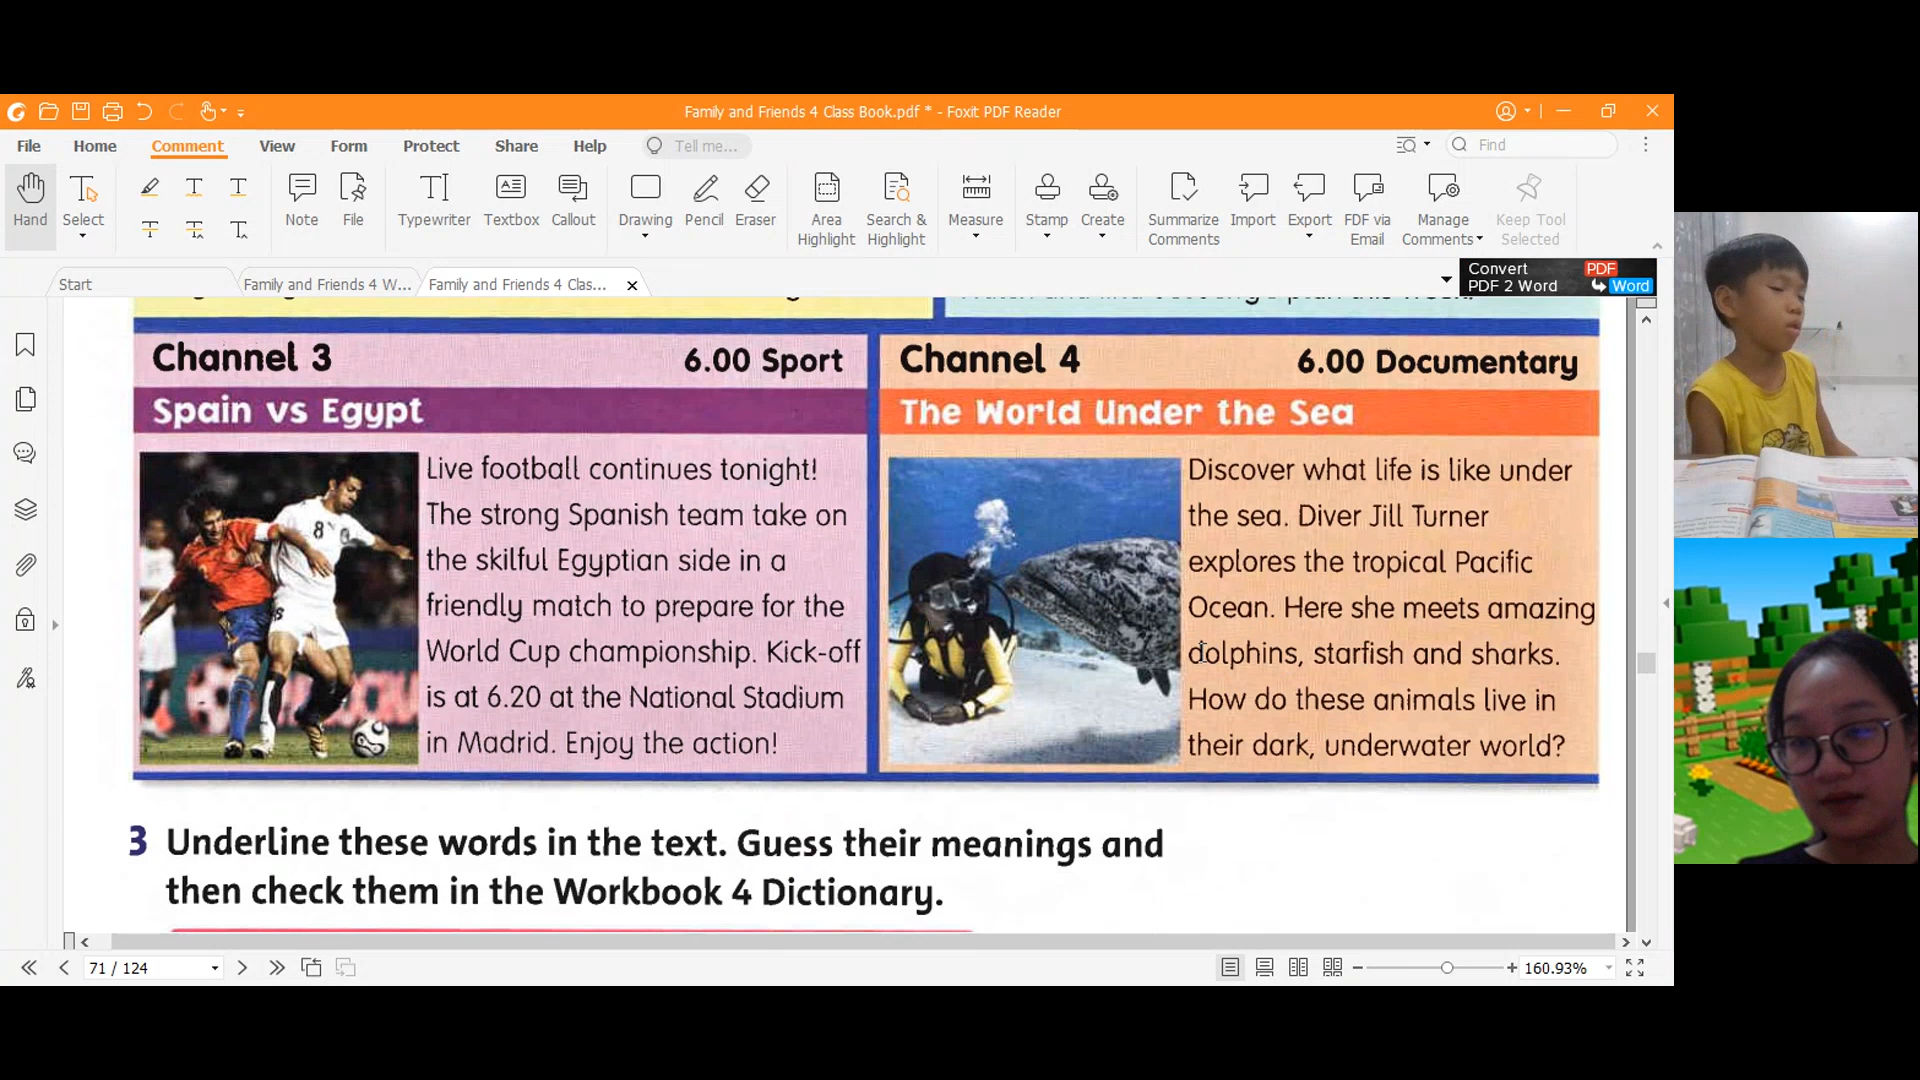 Family and Friends 4 Class Book.pdf * - Foxit PDF Reader
File Home Comment View Form Protect Share Help Tell me... Find
Hand Select Note File Typewriter Textbox Callout Drawing Pencil Eraser Area Highlight Search & Highlight Measure Stamp Create Summarize Comments Import Export FDF via Email Manage Comments Keep Tool Selected
Start Family and Friends 4 W... Family and Friends 4 Clas...
Convert PDF
PDF 2 Word Word
Channel 3 6.00 Sport
Spain vs Egypt
Live football continues tonight!
The strong Spanish team take on
the skilful Egyptian side in a
friendly match to prepare for the
World Cup championship. Kick-off
is at 6.20 at the National Stadium
in Madrid. Enjoy the action!
8
Channel 4 6.00 Documentary
The World Under the Sea
Discover what life is like under
the sea. Diver Jill Turner
explores the tropical Pacific
Ocean. Here she meets amazing
dolphins, starfish and sharks.
How do these animals live in
their dark, underwater world?
3 Underline these words in the text. Guess their meanings and
then check them in the Workbook 4 Dictionary.
71 / 124
160.93%